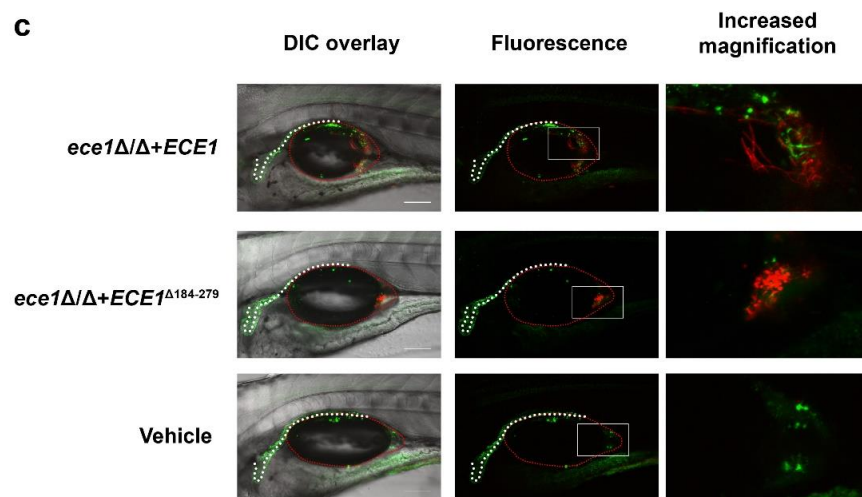 c
DIC overlay
Fluorescence
Increased
magnification
ece1Δ/Δ+ECE1
ece1Δ/Δ+ECE1Δ184-279
Vehicle